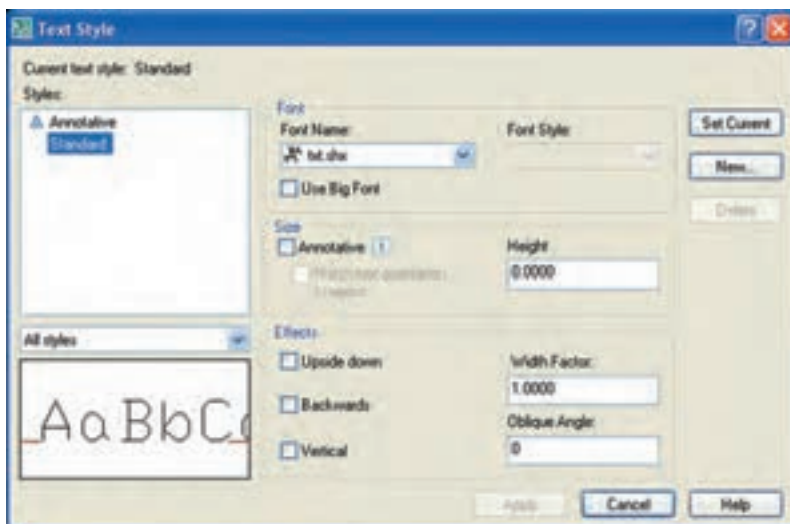 Text Style
Current text style: Standard
Styles:
Annotative
Standard
All styles
AaBbC
Font
Font Name:
txt.shx
Use Big Font
Font Style:
Size
Annotative
Height
0.0000
Effects
Upside down
Backwards
Vertical
Width Factor:
1.0000
Oblique Angle:
0
Set Current
New...
Delete
Apply
Cancel
Help